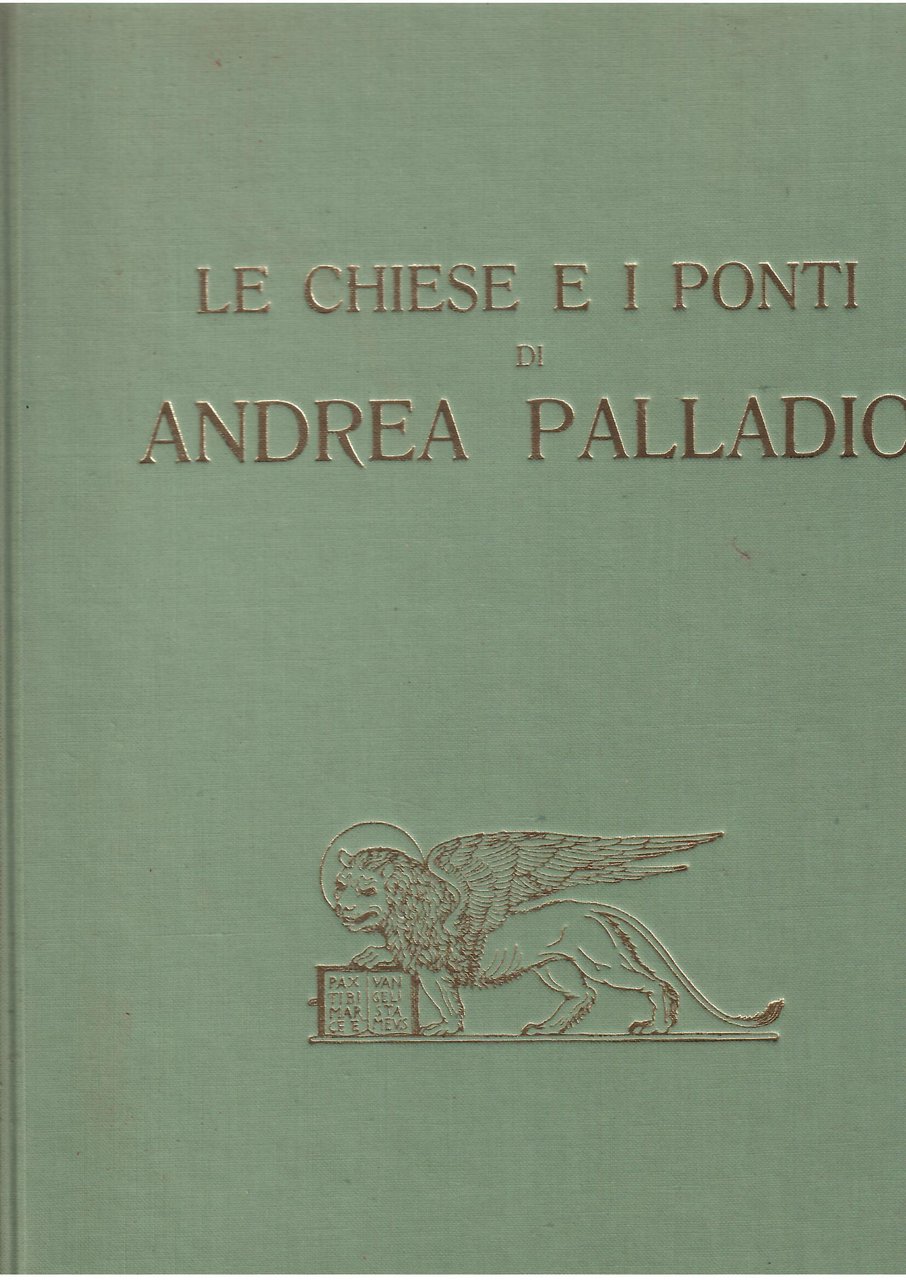 LE CHIESE E I PONTI
DI
ANDREA PALLADIO
PAX
TIBI
MAR
CE E
VAN
GELI
STA
MEVS